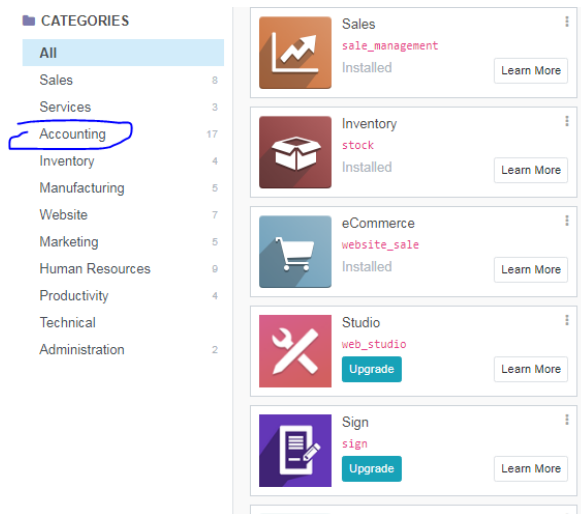 CATEGORIES
All
Sales 8
Services 3
Accounting 17
Inventory 4
Manufacturing 5
Website 7
Marketing 5
Human Resources 9
Productivity 4
Technical
Administration 2
Sales
sale_management
Installed
Learn More
Inventory
stock
Installed
Learn More
eCommerce
website_sale
Installed
Learn More
Studio
web_studio
Upgrade
Learn More
Sign
sign
Upgrade
Learn More